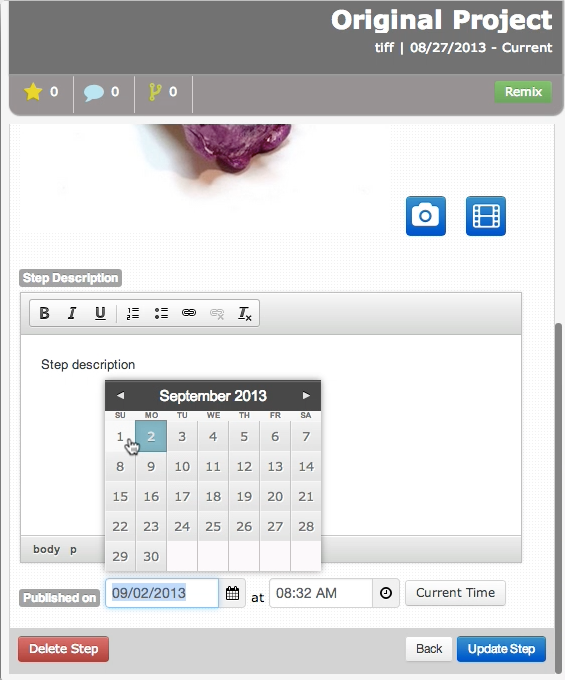 Original Project
tiff | 08/27/2013 - Current
0 0 0 Remix
Step Description
B I U
Step description
September 2013
SU MO TU WE TH FR SA
1 2 3 4 5 6 7
8 9 10 11 12 13 14
15 16 17 18 19 20 21
22 23 24 25 26 27 28
29 30
body p
Published on 09/02/2013 at 08:32 AM Current Time
Delete Step Back Update Step